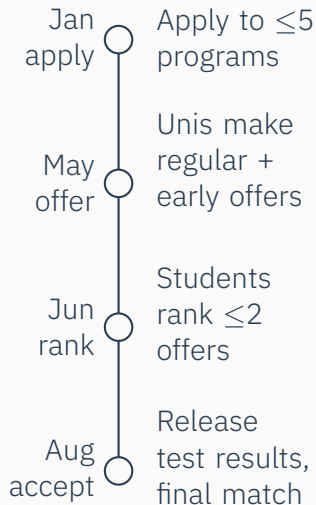 Jan
apply
Apply to ≤5
programs
May
offer
Unis make
regular +
early offers
Jun
rank
Students
rank ≤2
offers
Aug
accept
Release
test results,
final match